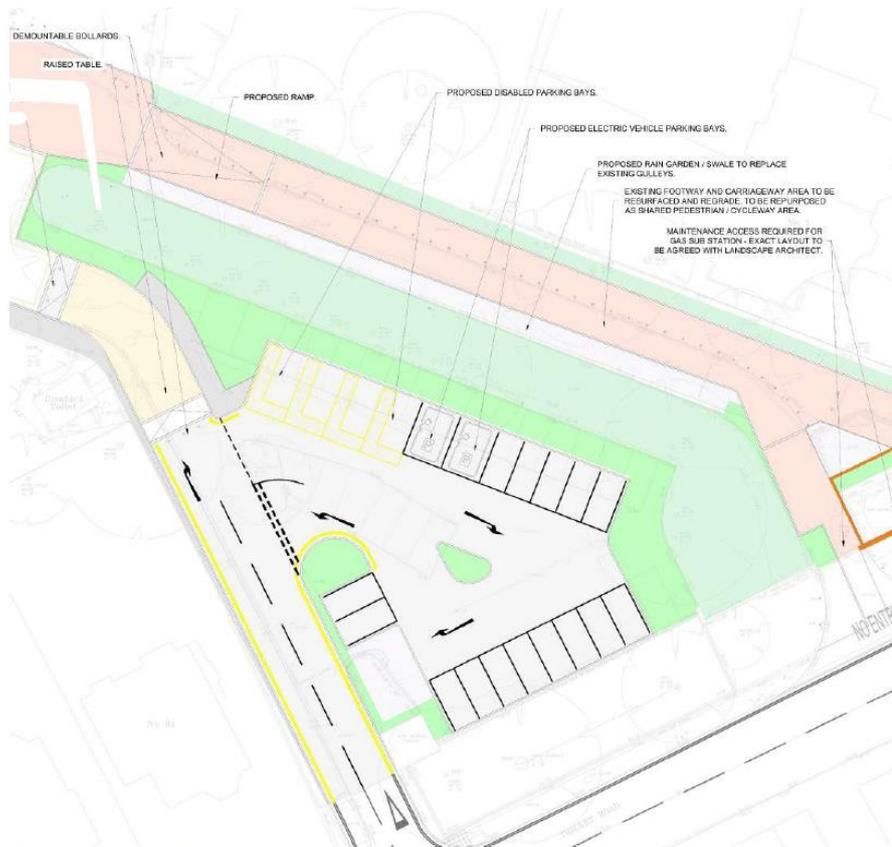 DEMOUNTABLE BOLLARDS.
RAISED TABLE.
PROPOSED RAMP.
PROPOSED DISABLED PARKING BAYS.
PROPOSED ELECTRIC VEHICLE PARKING BAYS.
PROPOSED RAIN GARDEN / SWALE TO REPLACE
EXISTING GULLEYS.
EXISTING FOOTWAY AND CARRIAGEWAY AREA TO BE
RESURFACED AND REGRADE. TO BE REPURPOSED
AS SHARED PEDESTRIAN / CYCLEWAY AREA.
MAINTENANCE ACCESS REQUIRED FOR
GAS SUB STATION - EXACT LAYOUT TO
BE AGREED WITH LANDSCAPE ARCHITECT.
Disabled
Toilet
NO ENTR